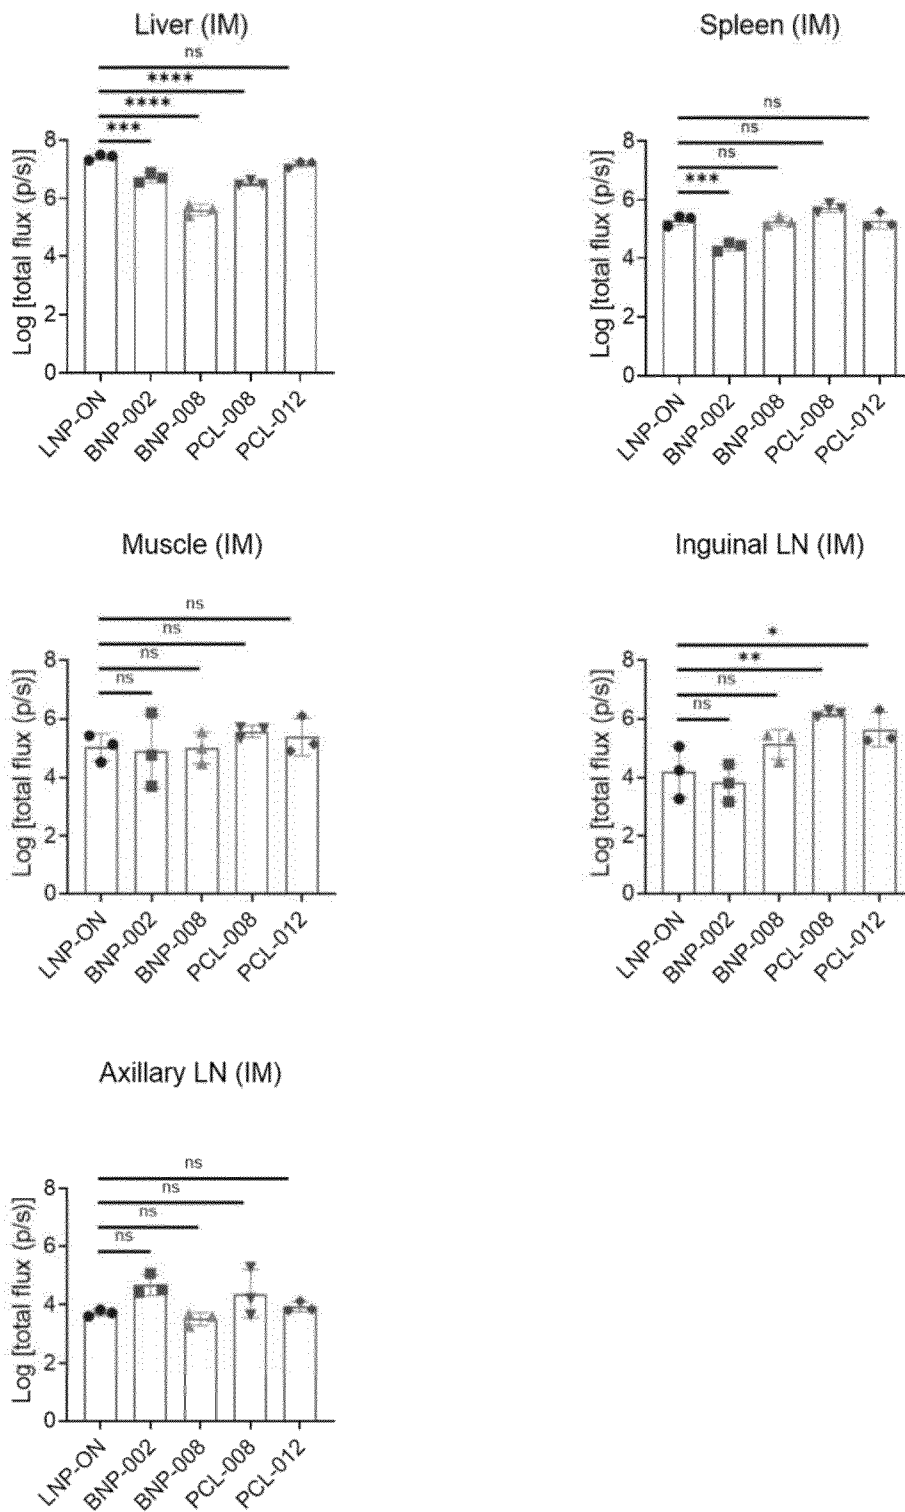 Liver (IM)
ns
****
****
***
Log [total flux (p/s)]
8
6
4
2
0
LNP-ON
BNP-002
BNP-008
PCL-008
PCL-012
Spleen (IM)
ns
ns
ns
***
Log [total flux (p/s)]
8
6
4
2
0
LNP-ON
BNP-002
BNP-008
PCL-008
PCL-012
Muscle (IM)
ns
ns
ns
ns
Log [total flux (p/s)]
8
6
4
2
0
LNP-ON
BNP-002
BNP-008
PCL-008
PCL-012
Inguinal LN (IM)
*
**
ns
ns
Log [total flux (p/s)]
8
6
4
2
0
LNP-ON
BNP-002
BNP-008
PCL-008
PCL-012
Axillary LN (IM)
ns
ns
ns
ns
Log [total flux (p/s)]
8
6
4
2
0
LNP-ON
BNP-002
BNP-008
PCL-008
PCL-012